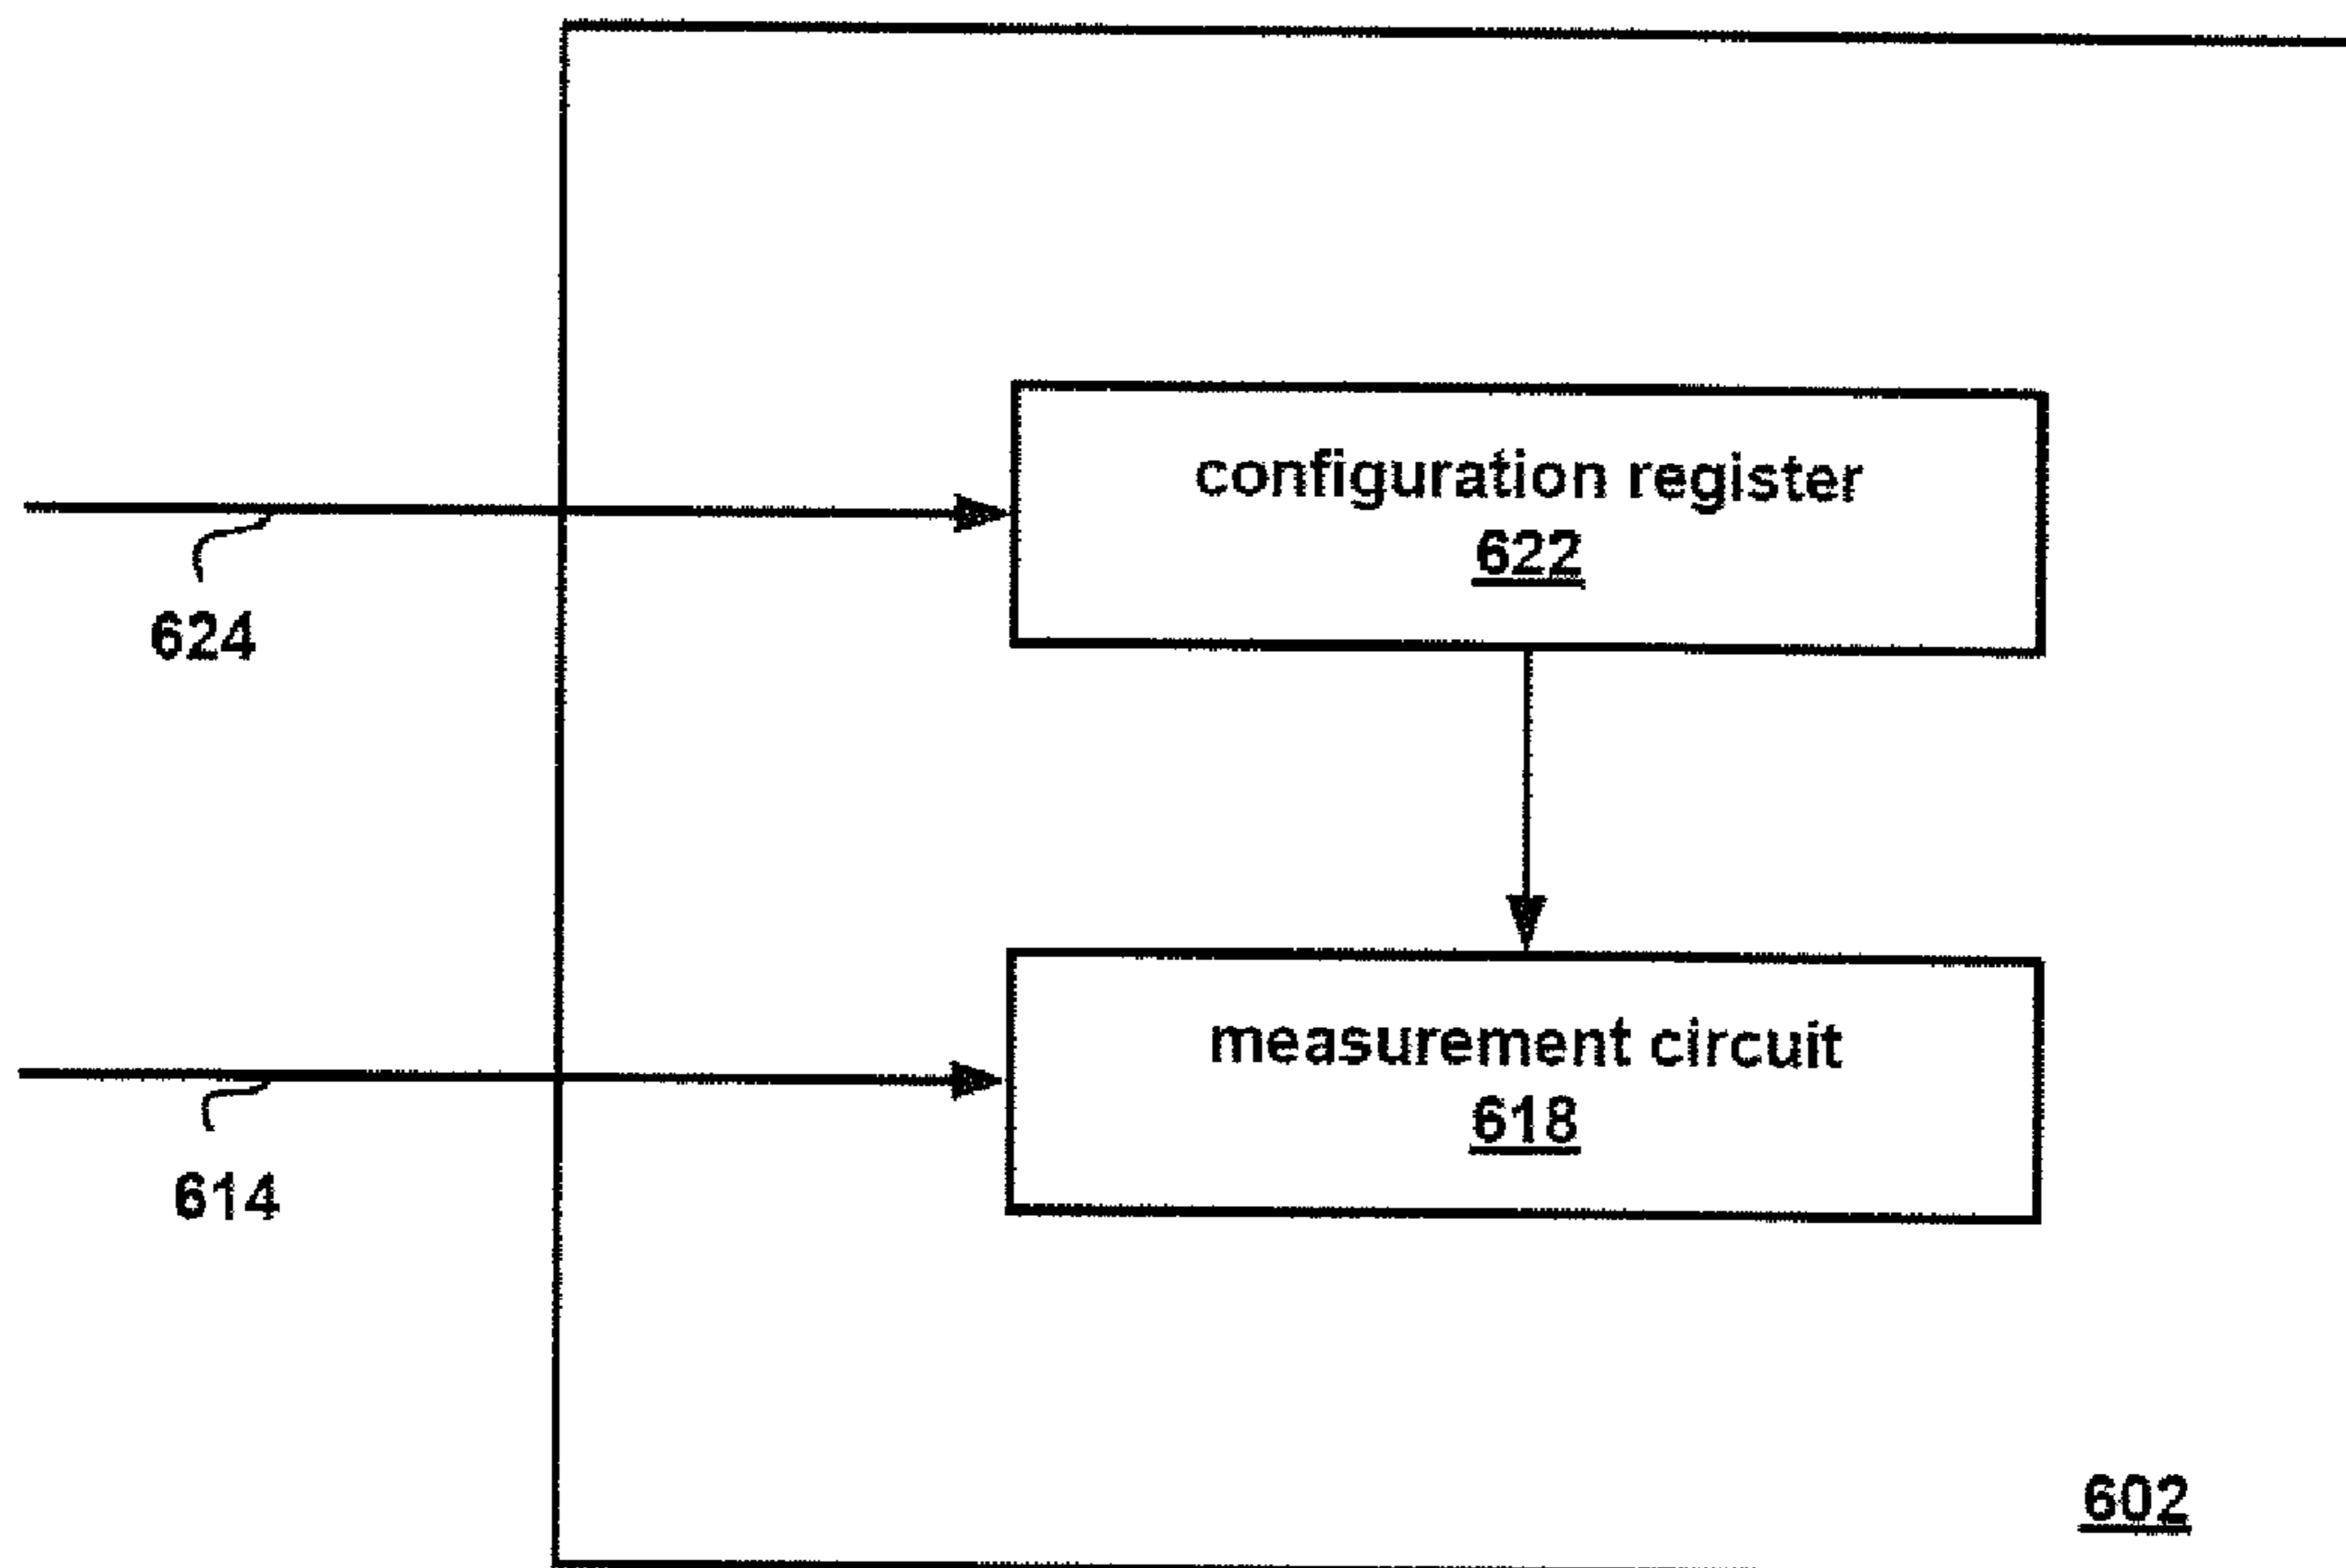 configuration register
622
624
measurement circuit
618
614
602